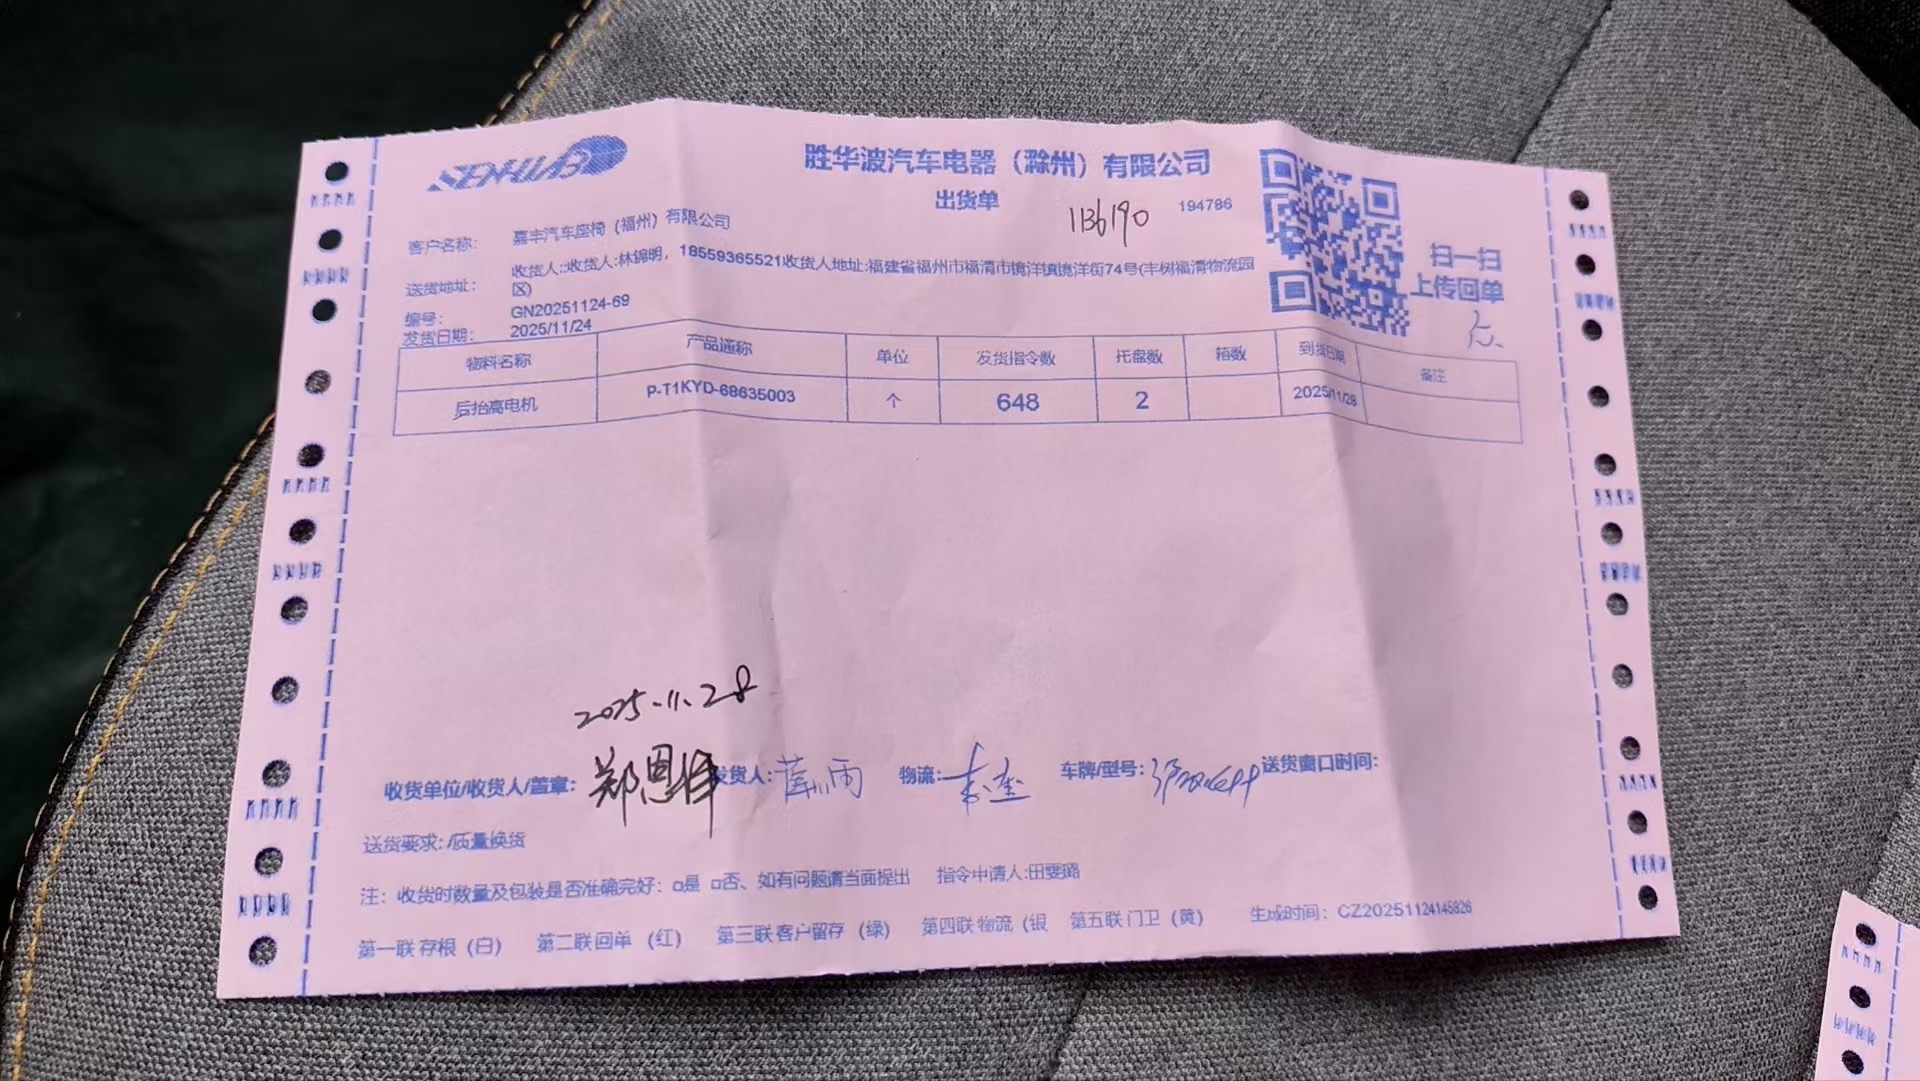 SENHUAB
胜华波汽车电器（滁州）有限公司
出货单
1136190
194786
扫一扫
上传回单
客户名称： 嘉丰汽车座椅（福州）有限公司
送货地址： 收货人:收货人:林锦明，18559365521收货人地址:福建省福州市福清市镜洋镇镜洋街74号(丰树福清物流园
区)
编号： GN20251124-69
发货日期： 2025/11/24
物料名称 产品通称 单位 发货指令数 托盘数 箱数 到货日期 备注
后抬高电机 P-T1KYD-68635003 个 648 2 2025/11/28
2025.11.28
收货单位/收货人/盖章： 郑恩 发货人: 雨 物流: 李 车牌/型号: 送货窗口时间:
送货要求: /质量换货
注： 收货时数量及包装是否准确完好：□是 □否、如有问题请当面提出 指令申请人:田雯璐
第一联 存根（白） 第二联 回单（红） 第三联 客户留存（绿） 第四联 物流（银 第五联 门卫（黄） 生成时间： CZ20251124145826